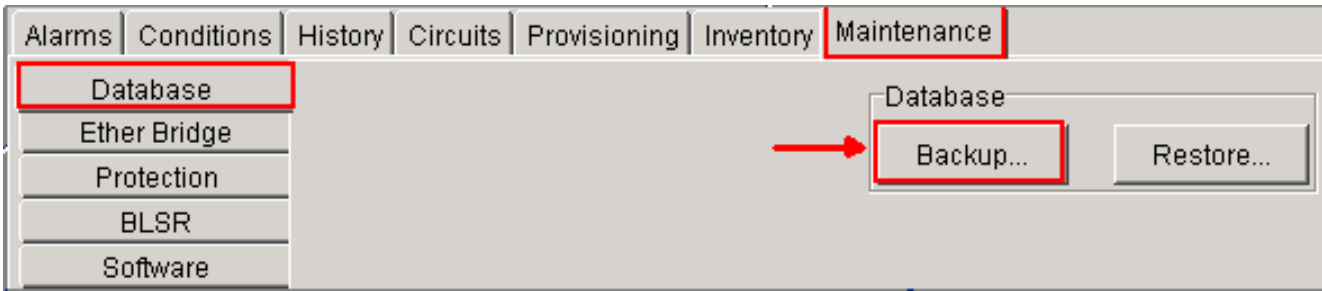 Alarms Conditions History Circuits Provisioning Inventory Maintenance
Database
Ether Bridge
Protection
BLSR
Software
Database
Backup... Restore...